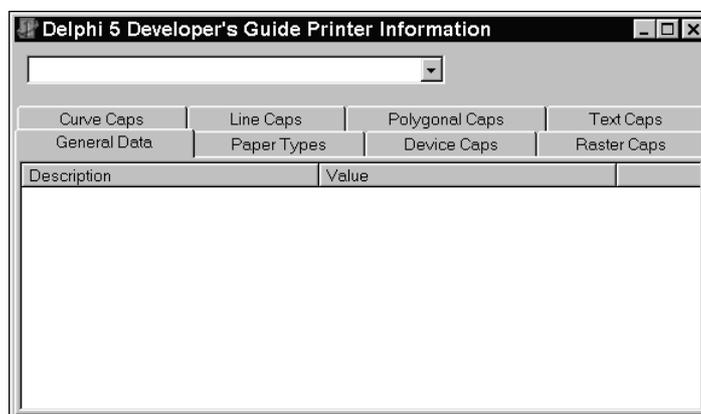 Delphi 5 Developer's Guide Printer Information
Curve Caps Line Caps Polygonal Caps Text Caps
General Data Paper Types Device Caps Raster Caps
Description Value